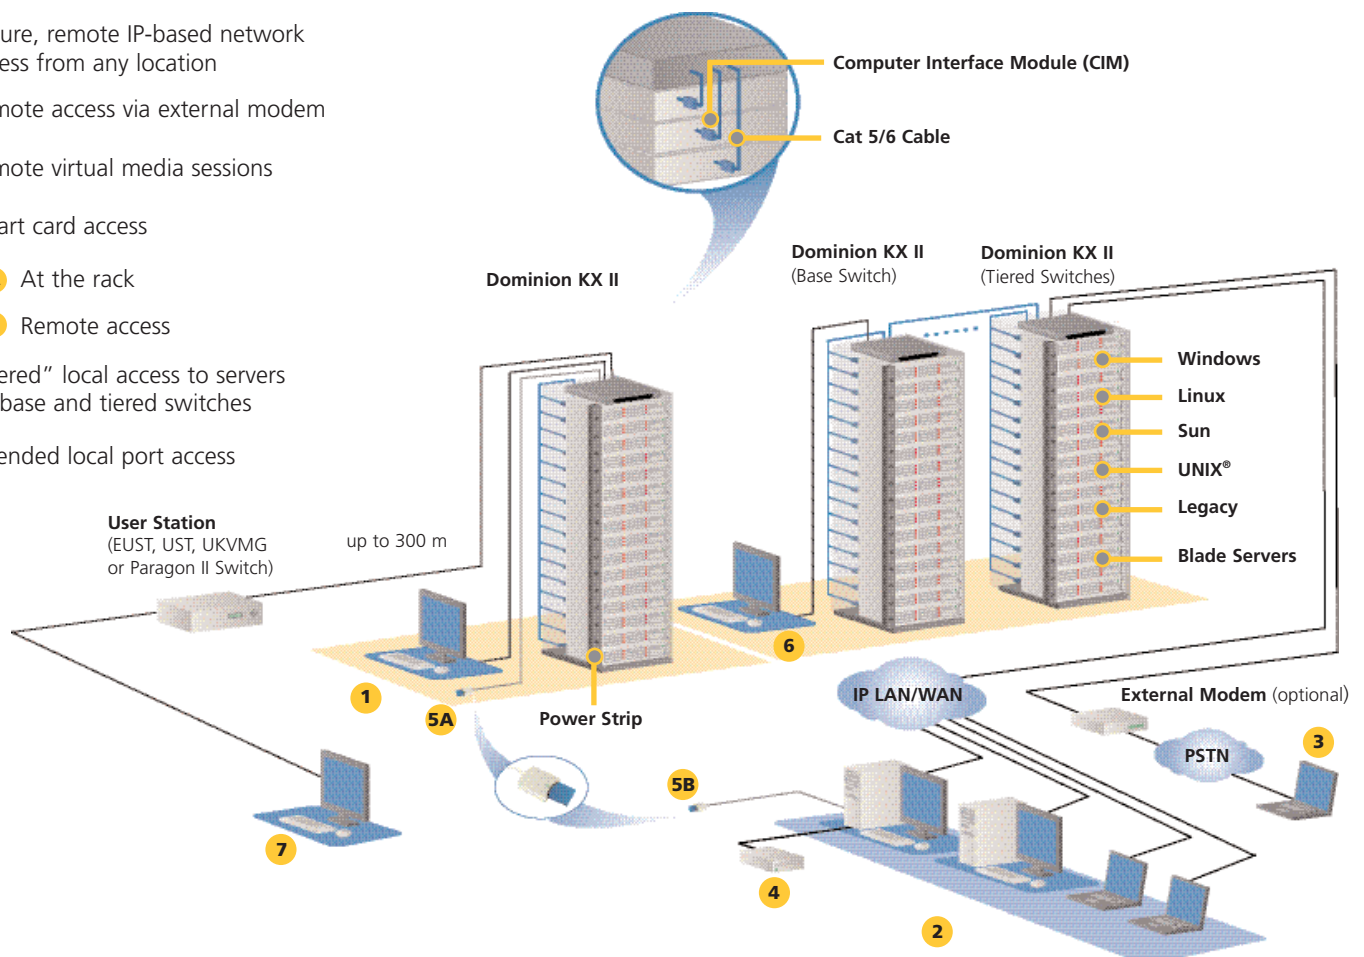 ure, remote IP-based network
ess from any location
mote access via external modem
mote virtual media sessions
art card access
At the rack
Remote access
ered” local access to servers
base and tiered switches
ended local port access
Computer Interface Module (CIM)
Cat 5/6 Cable
Dominion KX II
Dominion KX II
(Base Switch)
Dominion KX II
(Tiered Switches)
Windows
Linux
Sun
UNIX®
Legacy
Blade Servers
User Station
(EUST, UST, UKVMG
or Paragon II Switch)
up to 300 m
1
5A
Power Strip
6
IP LAN/WAN
External Modem (optional)
PSTN
3
5B
7
4
2